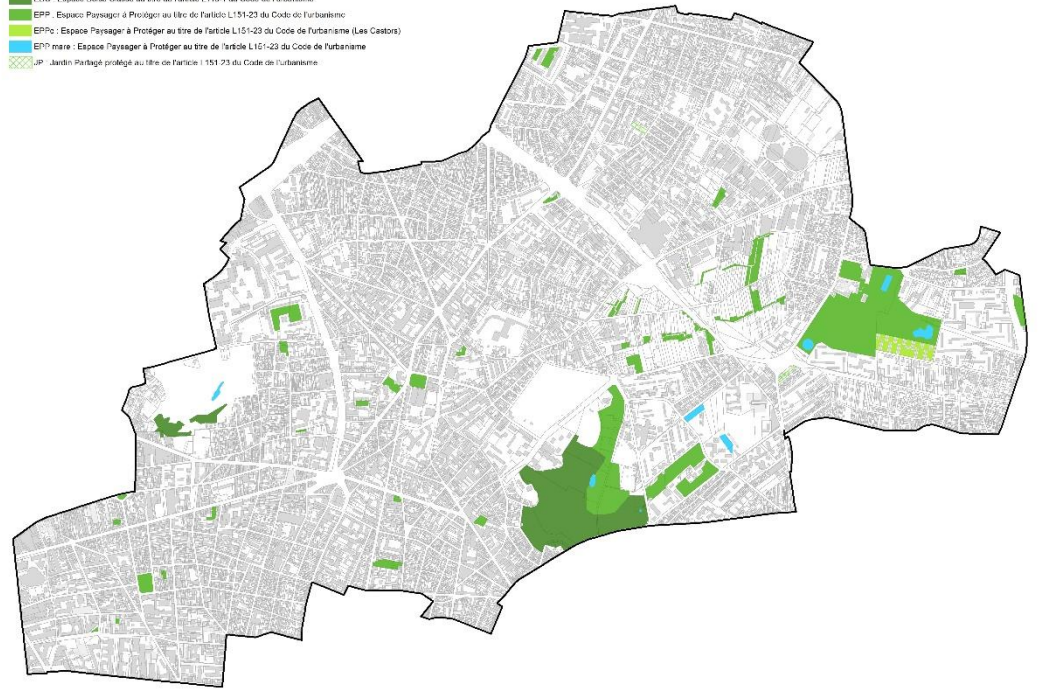 EPP : Espace Paysager à Protéger au titre de l'article L151-23 du Code de l'urbanisme
EPPc : Espace Paysager à Protéger au titre de l'article L151-23 du Code de l'urbanisme (Les Castors)
EPP mare : Espace Paysager à Protéger au titre de l'article L151-23 du Code de l'urbanisme
JP : Jardin Partagé protégé au titre de l'article L151-23 du Code de l'urbanisme